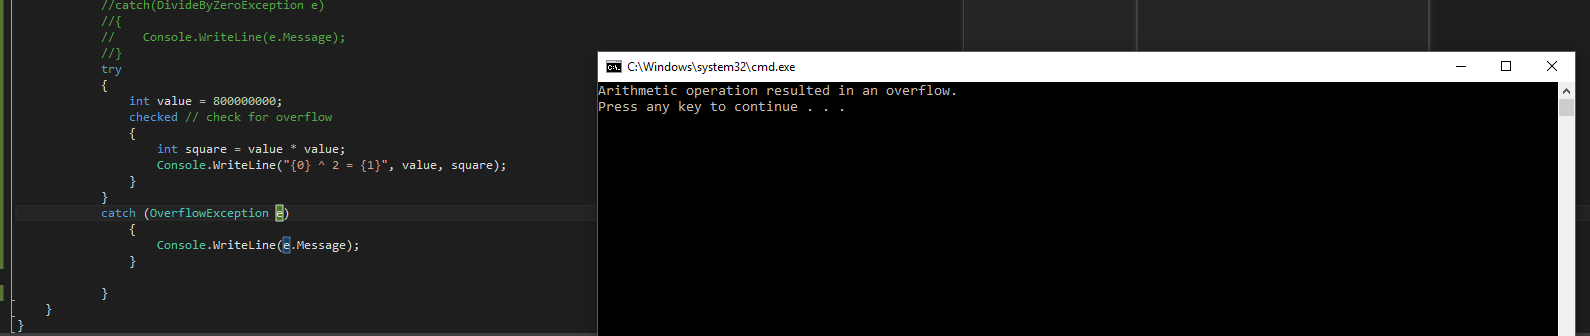 //catch(DivideByZeroException e)
//{
//    Console.WriteLine(e.Message);
//}
try
{
int value = 800000000;
checked // check for overflow
{
int square = value * value;
Console.WriteLine("{0} ^ 2 = {1}", value, square);
}
}
catch (OverflowException e)
{
Console.WriteLine(e.Message);
}
}
}
}
C:\Windows\system32\cmd.exe
Arithmetic operation resulted in an overflow.
Press any key to continue . . .